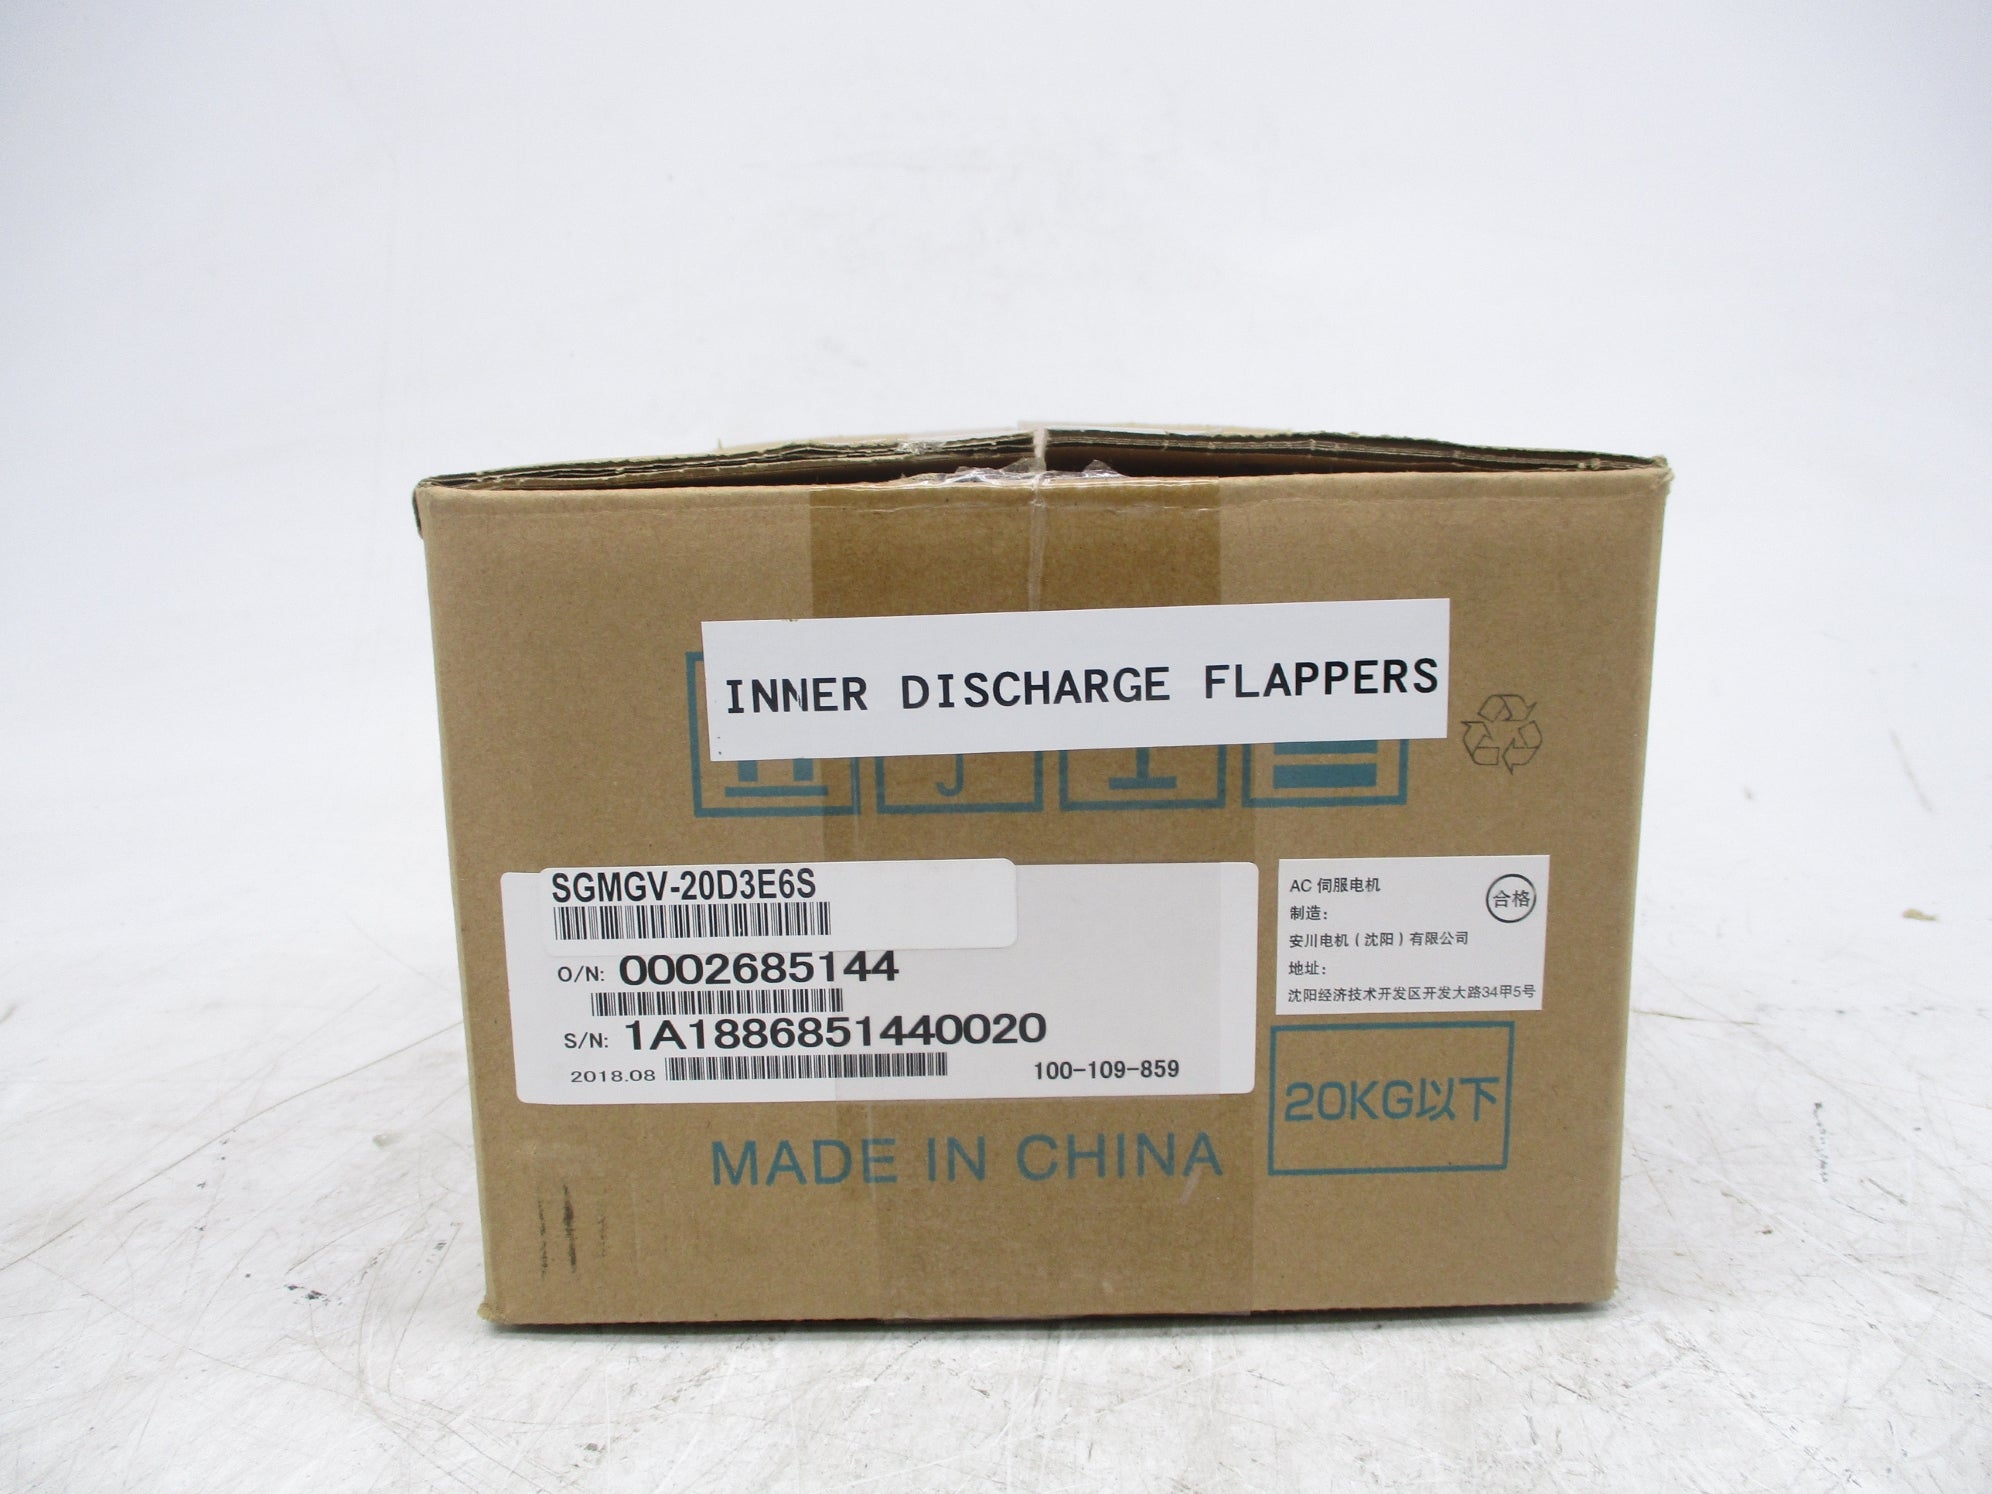 INNER DISCHARGE FLAPPERS
SGMGV-20D3E6S
O/N: 0002685144
S/N: 1A1886851440020
2018.08
100-109-859
AC 伺服电机
合格
制造:
安川电机(沈阳)有限公司
地址:
沈阳经济技术开发区开发大路34甲5号
20KG以下
MADE IN CHINA